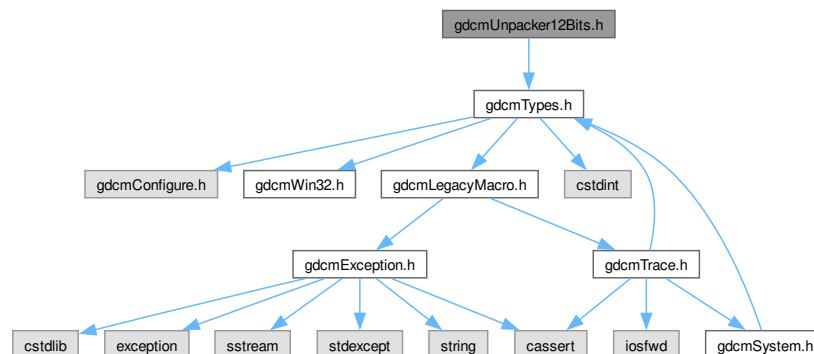 gdcmUnpacker12Bits.h
gdcmTypes.h
gdcmConfigure.h
gdcmWin32.h
gdcmLegacyMacro.h
cstdint
gdcmException.h
gdcmTrace.h
cstdlib
exception
sstream
stdexcept
string
cassert
iosfwd
gdcmSystem.h